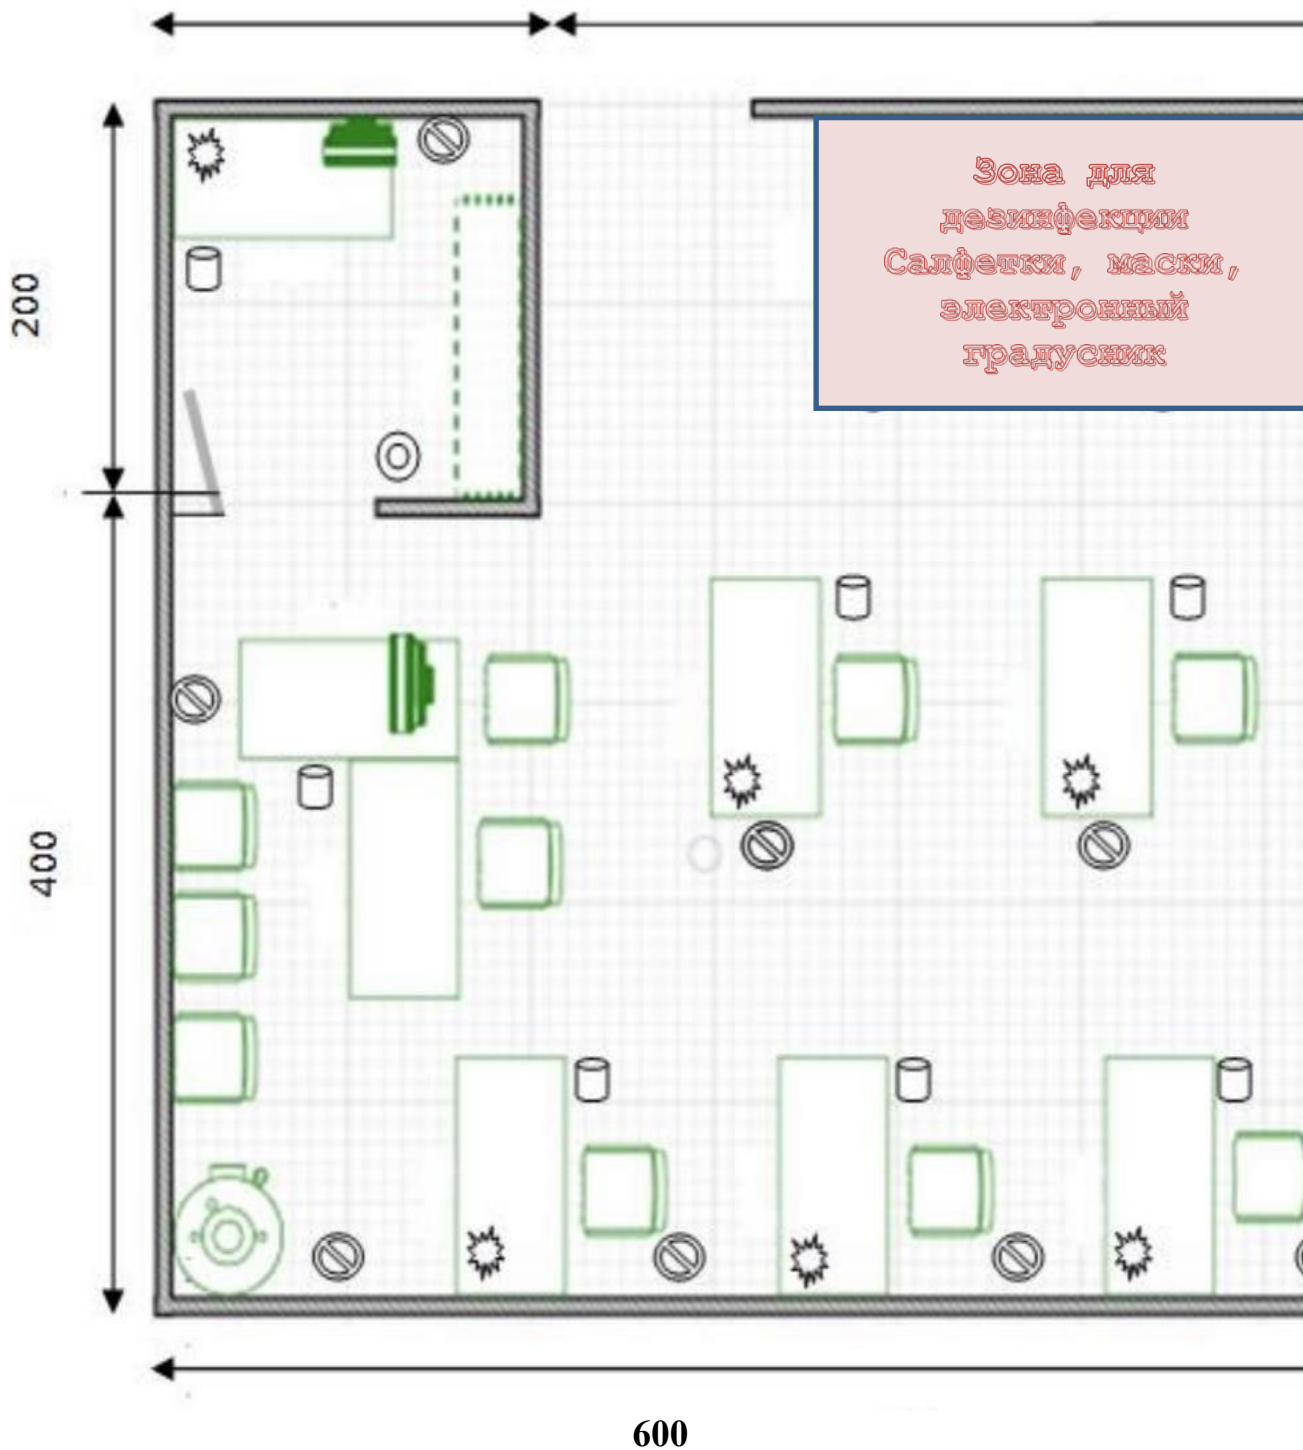 Зона для
дезинфекции
Салфетки, маски,
электронный
градусник
200
400
600